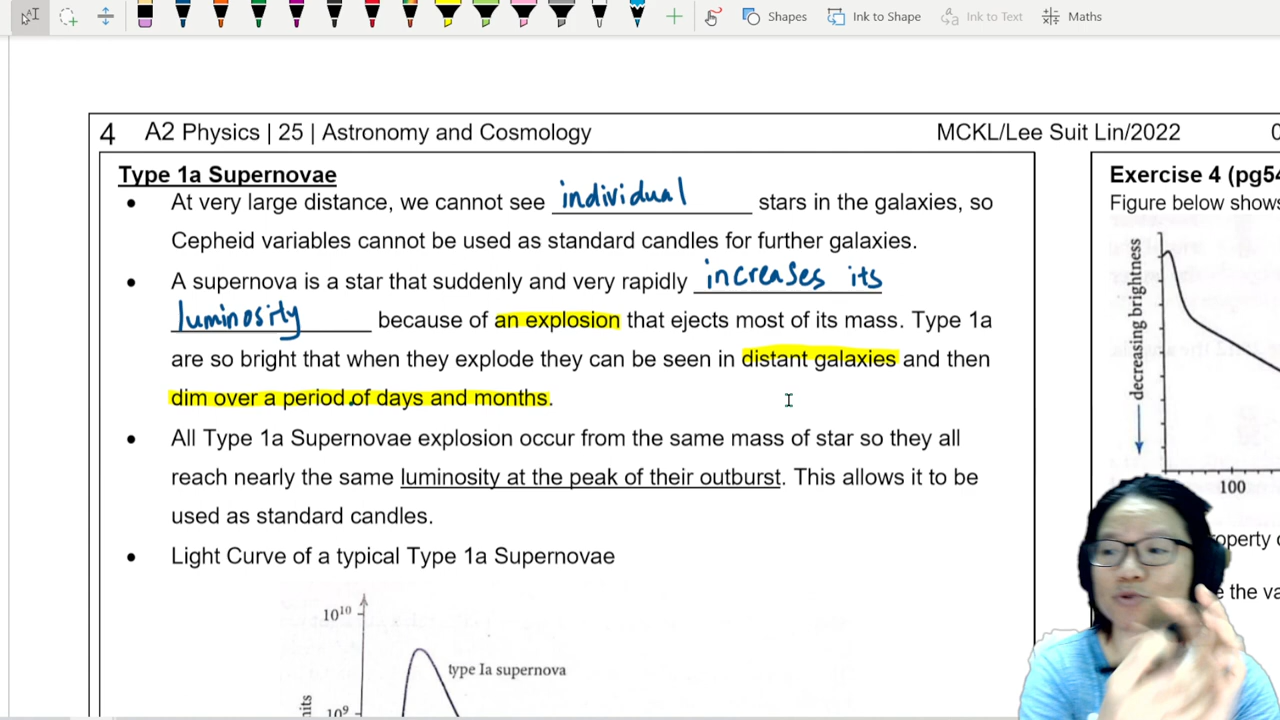 Shapes Ink to Shape Ink to Text Maths
4 A2 Physics | 25 | Astronomy and Cosmology MCKL/Lee Suit Lin/2022
Type 1a Supernovae
• At very large distance, we cannot see individual stars in the galaxies, so
Cepheid variables cannot be used as standard candles for further galaxies.
• A supernova is a star that suddenly and very rapidly increases its
luminosity because of an explosion that ejects most of its mass. Type 1a
are so bright that when they explode they can be seen in distant galaxies and then
dim over a period of days and months.
• All Type 1a Supernovae explosion occur from the same mass of star so they all
reach nearly the same luminosity at the peak of their outburst. This allows it to be
used as standard candles.
• Light Curve of a typical Type 1a Supernovae
10¹⁰
type Ia supernova
10⁹
Exercise 4 (pg54
Figure below shows
decreasing brightness
100
the va